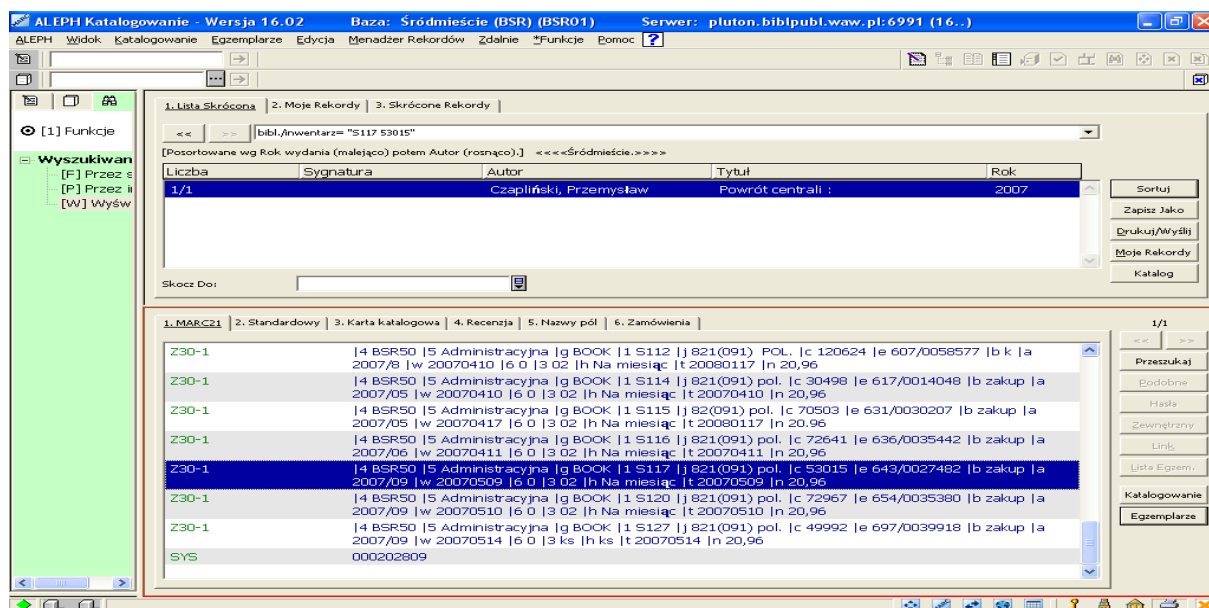 ALEPH Katalogowanie - Wersja 16.02 Baza: Śródmieście (BSR) (BSR01) Serwer: pluton.biblpubl.waw.pl:6991 (16..)
ALEPH Widok Katalogowanie Egzemplarze Edycja Menadżer Rekordów Zdalnie *Funkcje Pomoc ?
[1] Funkcje
Wyszukiwan
[F] Przez s
[P] Przez i
[W] Wyśw
1. Lista Skrócona 2. Moje Rekordy 3. Skrócone Rekordy
<< >> bibl./inwentarz= "S117 53015"
[Posortowane wg Rok wydania (malejąco) potem Autor (rosnąco).] <<<<Śródmieście.>>>>
Liczba Sygnatura Autor Tytuł Rok
1/1 Czapliński, Przemysław Powrót centrali : 2007
Sortuj
Zapisz Jako
Drukuj/Wyślij
Moje Rekordy
Katalog
Skocz Do:
1. MARC21 2. Standardowy 3. Karta katalogowa 4. Recenzja 5. Nazwy pól 6. Zamówienia
Z30-1 |4 BSR50 |5 Administracyjna |g BOOK |1 S112 |j 821(091) POL. |c 120624 |e 607/0058577 |b k |a
2007/8 |w 20070410 |6 0 |3 02 |h Na miesiąc |t 20080117 |n 20,96
Z30-1 |4 BSR50 |5 Administracyjna |g BOOK |1 S114 |j 821(091) pol. |c 30498 |e 617/0014048 |b zakup |a
2007/05 |w 20070410 |6 0 |3 02 |h Na miesiąc |t 20070410 |n 20,96
Z30-1 |4 BSR50 |5 Administracyjna |g BOOK |1 S115 |j 82(091) pol. |c 70503 |e 631/0030207 |b zakup |a
2007/05 |w 20070417 |6 0 |3 02 |h Na miesiąc |t 20080117 |n 20.96
Z30-1 |4 BSR50 |5 Administracyjna |g BOOK |1 S116 |j 821(091) pol. |c 72641 |e 636/0035442 |b zakup |a
2007/06 |w 20070411 |6 0 |3 02 |h Na miesiąc |t 20070411 |n 20,96
Z30-1 |4 BSR50 |5 Administracyjna |g BOOK |1 S117 |j 821(091) pol. |c 53015 |e 643/0027482 |b zakup |a
2007/09 |w 20070509 |6 0 |3 02 |h Na miesiąc |t 20070509 |n 20,96
Z30-1 |4 BSR50 |5 Administracyjna |g BOOK |1 S120 |j 821(091) pol. |c 72967 |e 654/0035380 |b zakup |a
2007/09 |w 20070510 |6 0 |3 02 |h Na miesiąc |t 20070510 |n 20,96
Z30-1 |4 BSR50 |5 Administracyjna |g BOOK |1 S127 |j 821(091) pol. |c 49992 |e 697/0039918 |b zakup |a
2007/09 |w 20070514 |6 0 |3 ks |h ks |t 20070514 |n 20,96
SYS 000202809
1/1
<< >>
Przeszukaj
Podobne
Hasła
Zewnętrzny
Link
Lista Egzem.
Katalogowanie
Egzemplarze